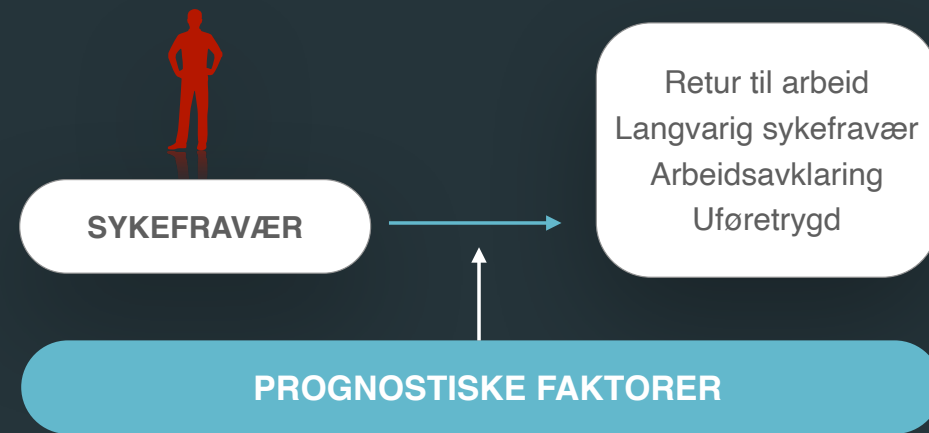 Retur til arbeid
Langvarig sykefravær
Arbeidsavklaring
Uføretrygd
SYKEFRAVÆR
PROGNOSTISKE FAKTORER